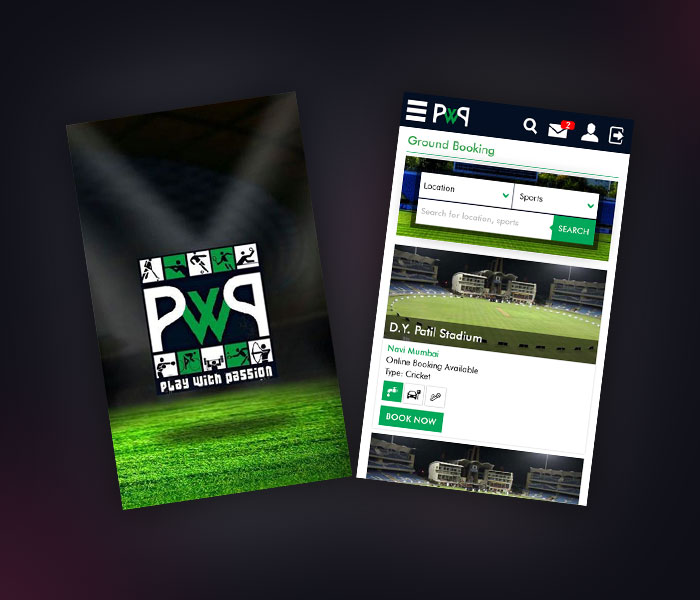 PWP
PLAY WITH PASSION
PWP
2
Ground Booking
Location
Sports
Search for location, sports
SEARCH
D.Y. Patil Stadium
Navi Mumbai
Online Booking Available
Type: Cricket
BOOK NOW